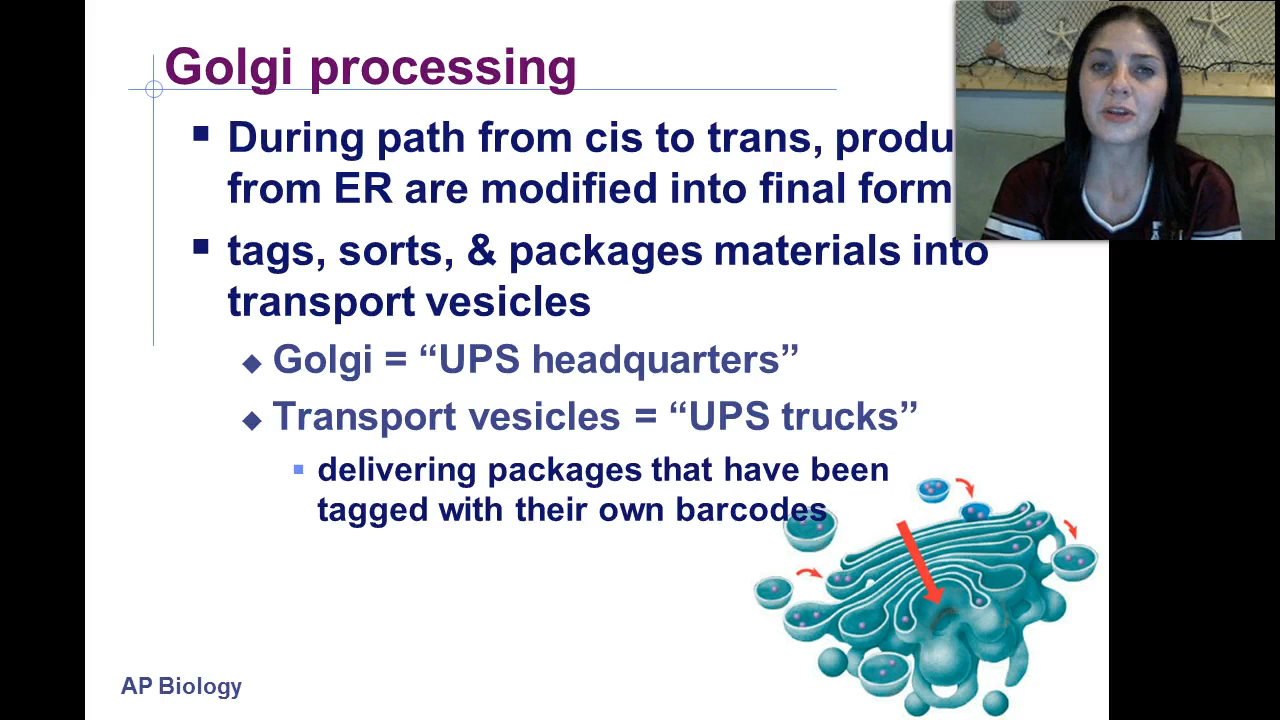 Golgi processing
During path from cis to trans, produ
from ER are modified into final form
tags, sorts, & packages materials into
transport vesicles
Golgi = “UPS headquarters”
Transport vesicles = “UPS trucks”
delivering packages that have been
tagged with their own barcodes
AP Biology